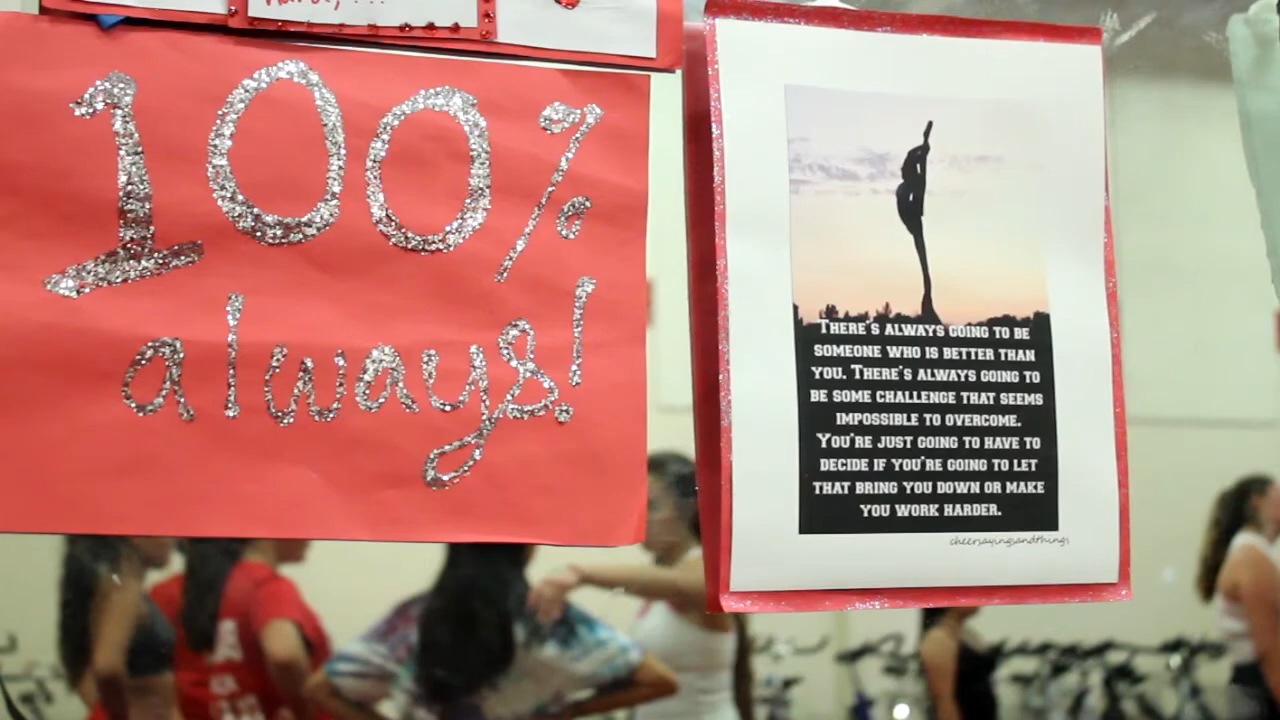 100%
always!
THERE'S ALWAYS GOING TO BE
SOMEONE WHO IS BETTER THAN
YOU. THERE'S ALWAYS GOING TO
BE SOME CHALLENGE THAT SEEMS
IMPOSSIBLE TO OVERCOME.
YOU'RE JUST GOING TO HAVE TO
DECIDE IF YOU'RE GOING TO LET
THAT BRING YOU DOWN OR MAKE
YOU WORK HARDER.
cheersayingsandthings